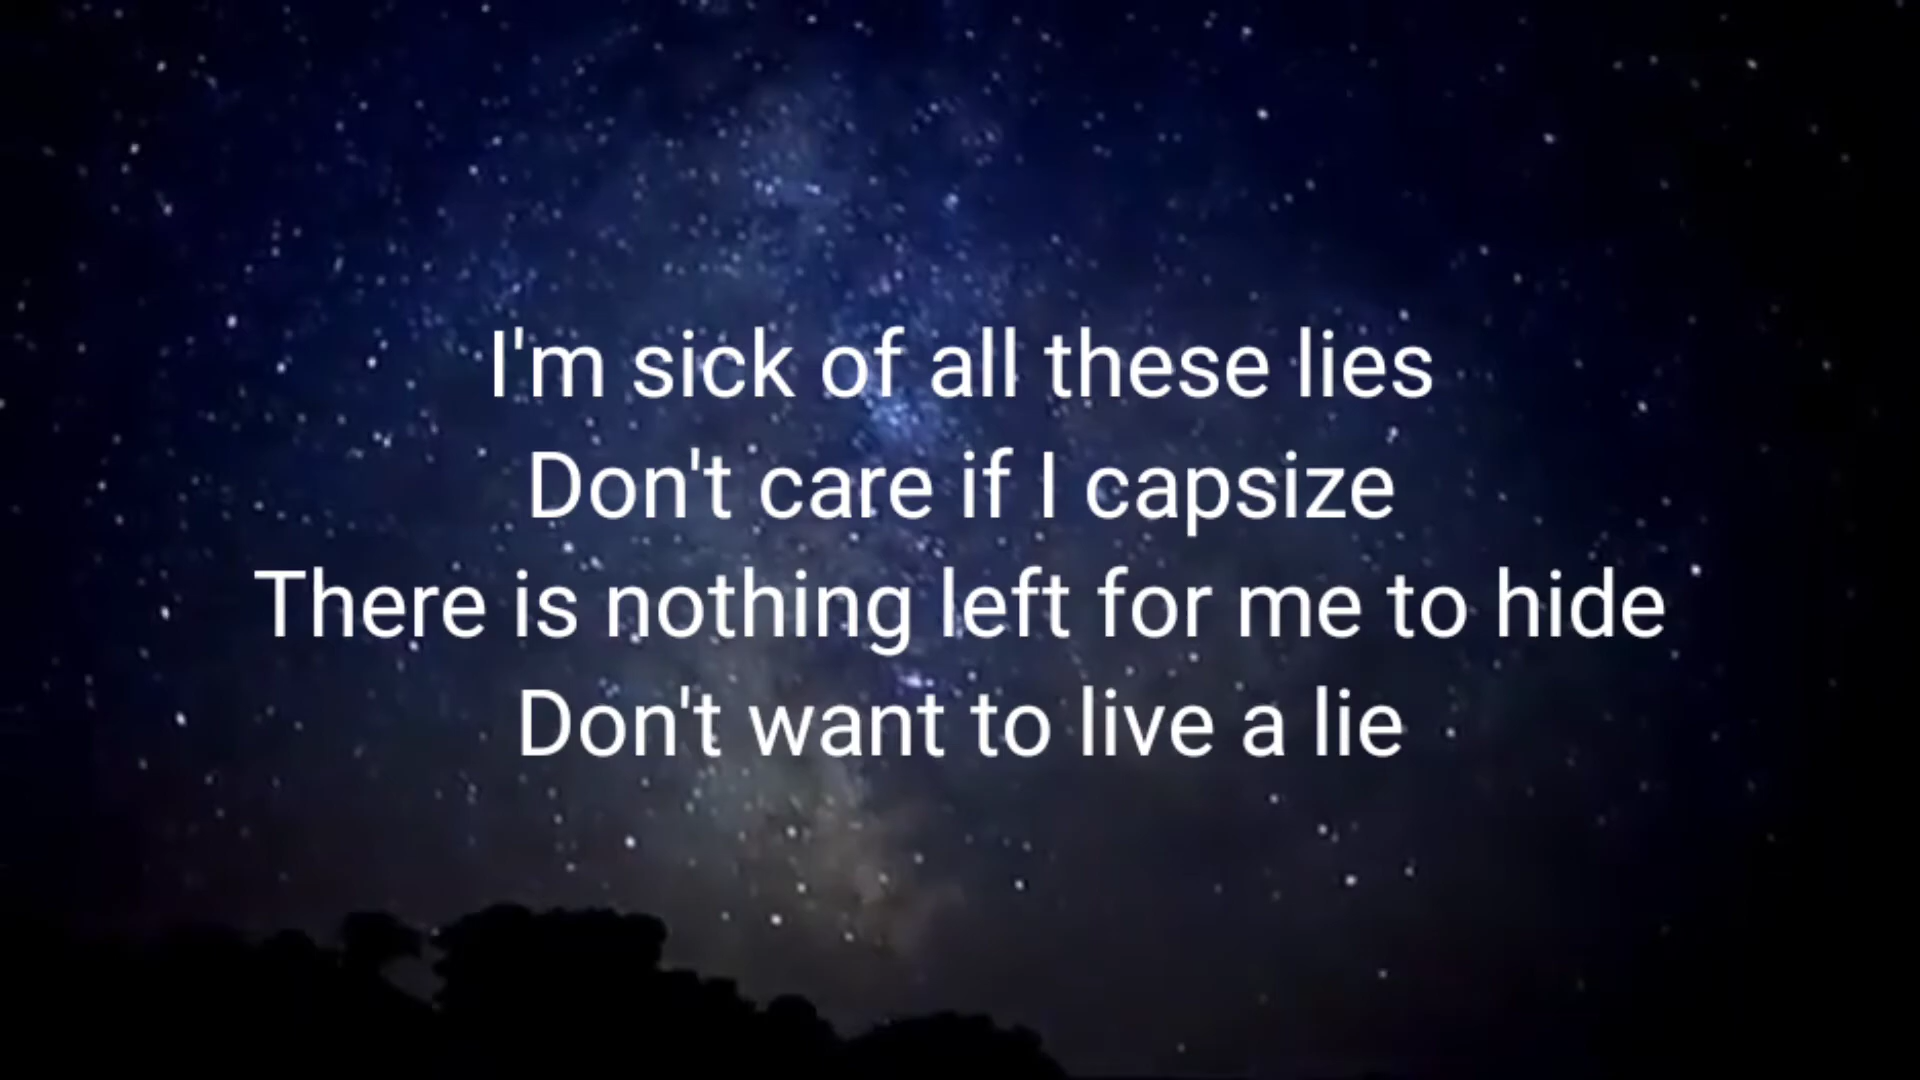 I'm sick of all these lies
Don't care if I capsize
There is nothing left for me to hide
Don't want to live a lie